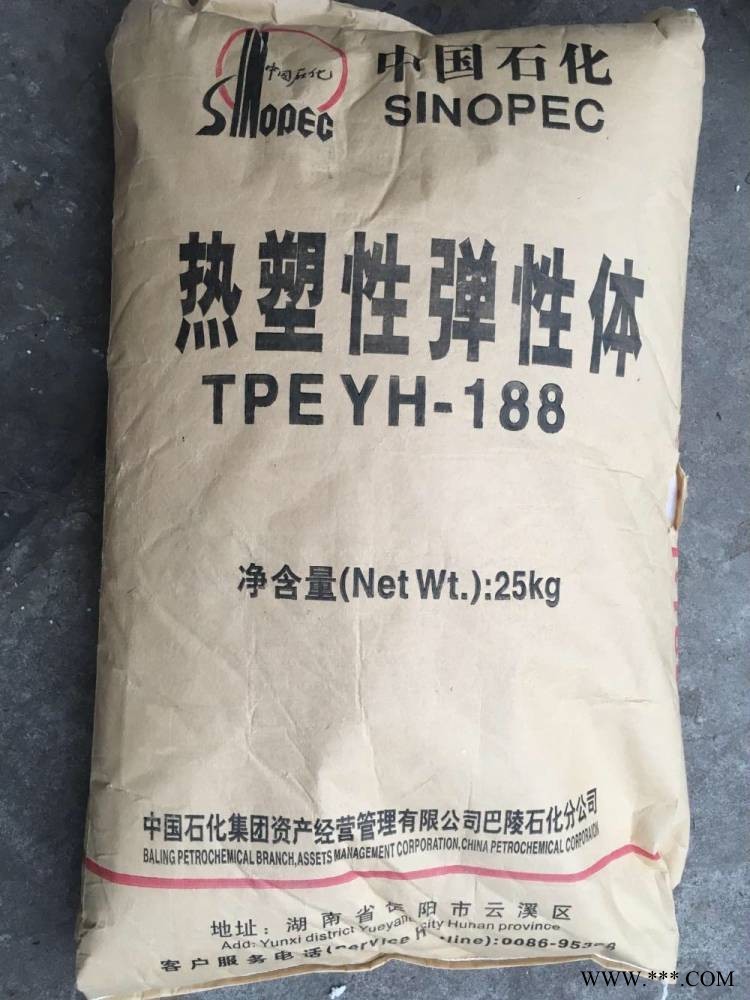 中国石化
SINOPEC
中国石化
SINOPEC
热塑性弹性体
TPE YH-188
净含量(Net Wt.):25kg
中国石化集团资产经营管理有限公司巴陵石化分公司
BALING PETROCHEMICAL BRANCH,ASSETS MANAGEMENT CORPORATION,CHINA PETROCHEMICAL CORPORATION
地址:湖南省岳阳市云溪区
Add: Yunxi district Yueyang city Hunan province
客户服务电话(Service Hotline):0086-953
WWW.***.COM